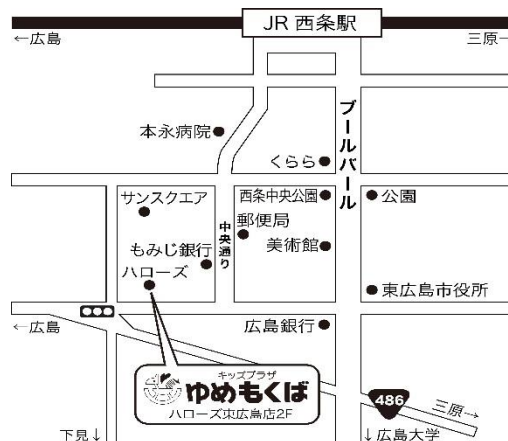 JR 西条駅
←広島
三原→
本永病院
ブールバール
くらら
サンスクエア
中央通り
西条中央公園
公園
郵便局
もみじ銀行
美術館
ハローズ
東広島市役所
←広島
広島銀行
キッズプラザ
ゆめもくば
ハローズ東広島店2F
486
三原→
下見↓
↓広島大学